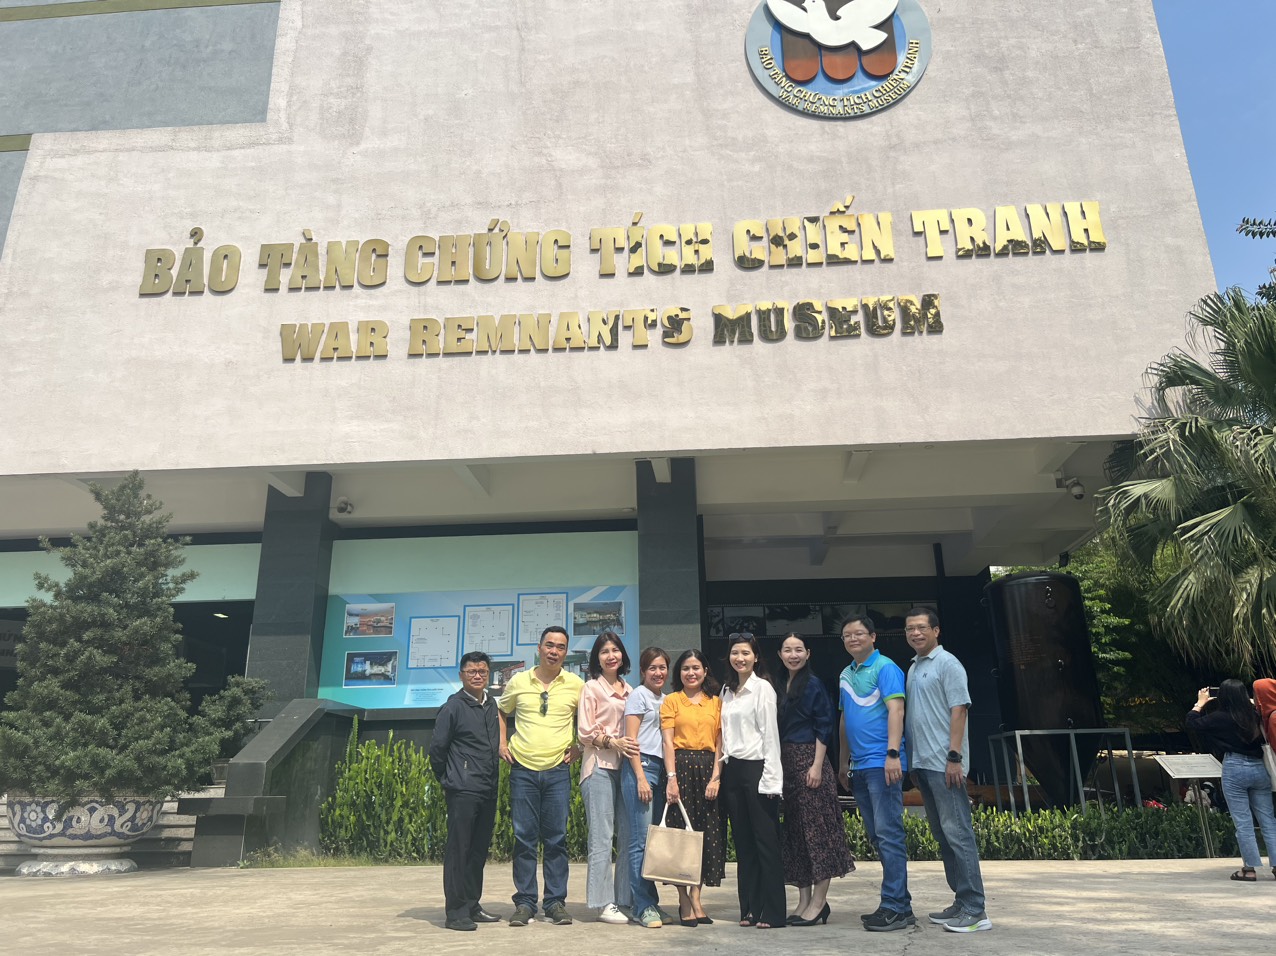 BẢO TÀNG CHỨNG TÍCH CHIẾN TRANH
WAR REMNANTS MUSEUM
BẢO TÀNG CHỨNG TÍCH CHIẾN TRANH
WAR REMNANTS MUSEUM